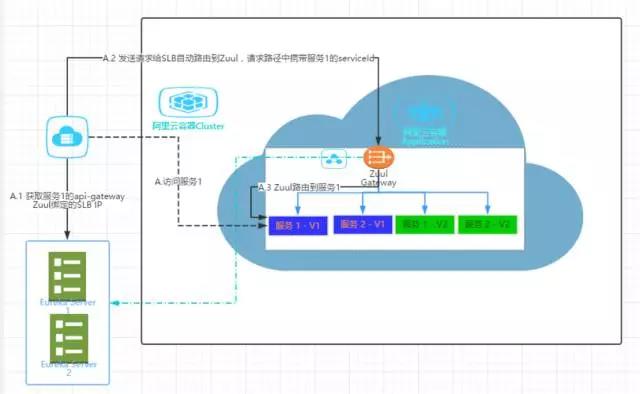 A.2 发送请求给SLB自动路由到Zuul，请求路径中携带服务1的serviceId
阿里云容器Cluster
阿里云容器
Application
A.1 获取服务1的api-gateway
Zuul绑定的SLB IP
A.访问服务1
Zuul
Gateway
A.3 Zuul路由到服务1
服务 1 - V1
服务 2 - V1
服务 1 - V2
服务 2 - V2
Eureka Server
1
Eureka Server
2